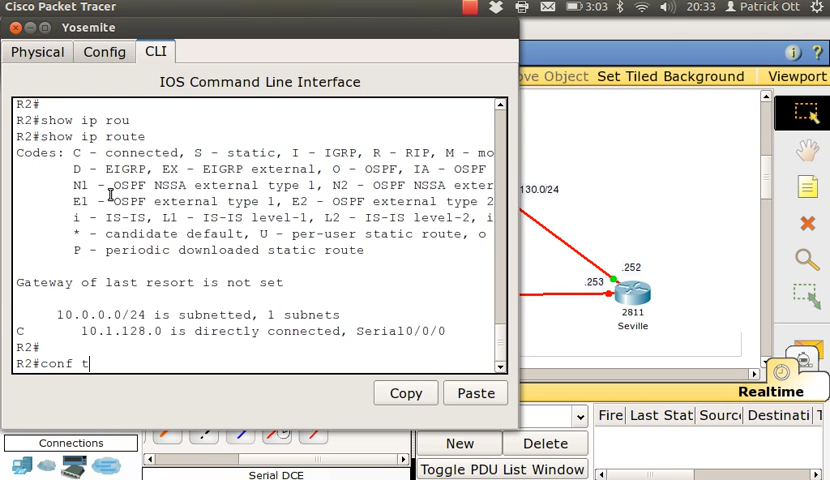 Cisco Packet Tracer
3:03
20:33
Patrick Ott
Yosemite
Physical
Config
CLI
IOS Command Line Interface
R2#
R2#show ip rou
R2#show ip route
Codes: C - connected, S - static, I - IGRP, R - RIP, M - mo
D - EIGRP, EX - EIGRP external, O - OSPF, IA - OSPF
N1 - OSPF NSSA external type 1, N2 - OSPF NSSA exter
E1 - OSPF external type 1, E2 - OSPF external type 2
i - IS-IS, L1 - IS-IS level-1, L2 - IS-IS level-2, i
* - candidate default, U - per-user static route, o
P - periodic downloaded static route
Gateway of last resort is not set
10.0.0.0/24 is subnetted, 1 subnets
C 10.1.128.0 is directly connected, Serial0/0/0
R2#
R2#conf t
Copy
Paste
ove Object
Set Tiled Background
Viewport
130.0/24
.252
.253
2811
Seville
Realtime
Connections
Serial DCE
New
Delete
Toggle PDU List Window
Fire
Last Stat
Source
Destinati
T